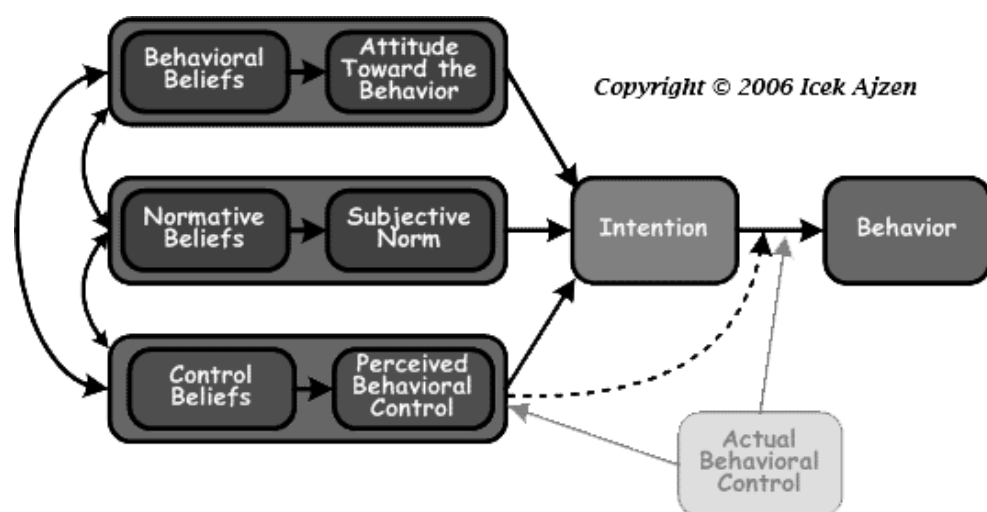 Behavioral
Beliefs
Attitude
Toward the
Behavior
Copyright © 2006 Icek Ajzen
Normative
Beliefs
Subjective
Norm
Intention
Behavior
Control
Beliefs
Perceived
Behavioral
Control
Actual
Behavioral
Control